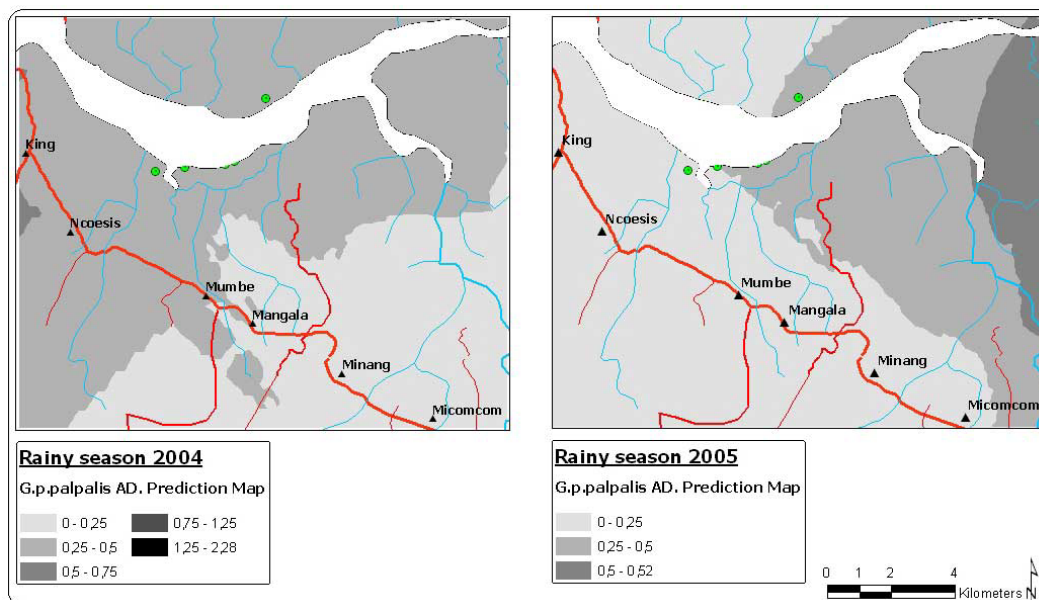 King
Ncoesis
Mumbe
Mangala
Minang
Micomcom
King
Ncoesis
Mumbe
Mangala
Minang
Micomcom
Rainy season 2004
G.p.palpalis AD. Prediction Map
0 - 0,25 0,75 - 1,25
0,25 - 0,5 1,25 - 2,28
0,5 - 0,75
Rainy season 2005
G.p.palpalis AD. Prediction Map
0 - 0,25
0,25 - 0,5
0,5 - 0,52
0 1 2 4
Kilometers N